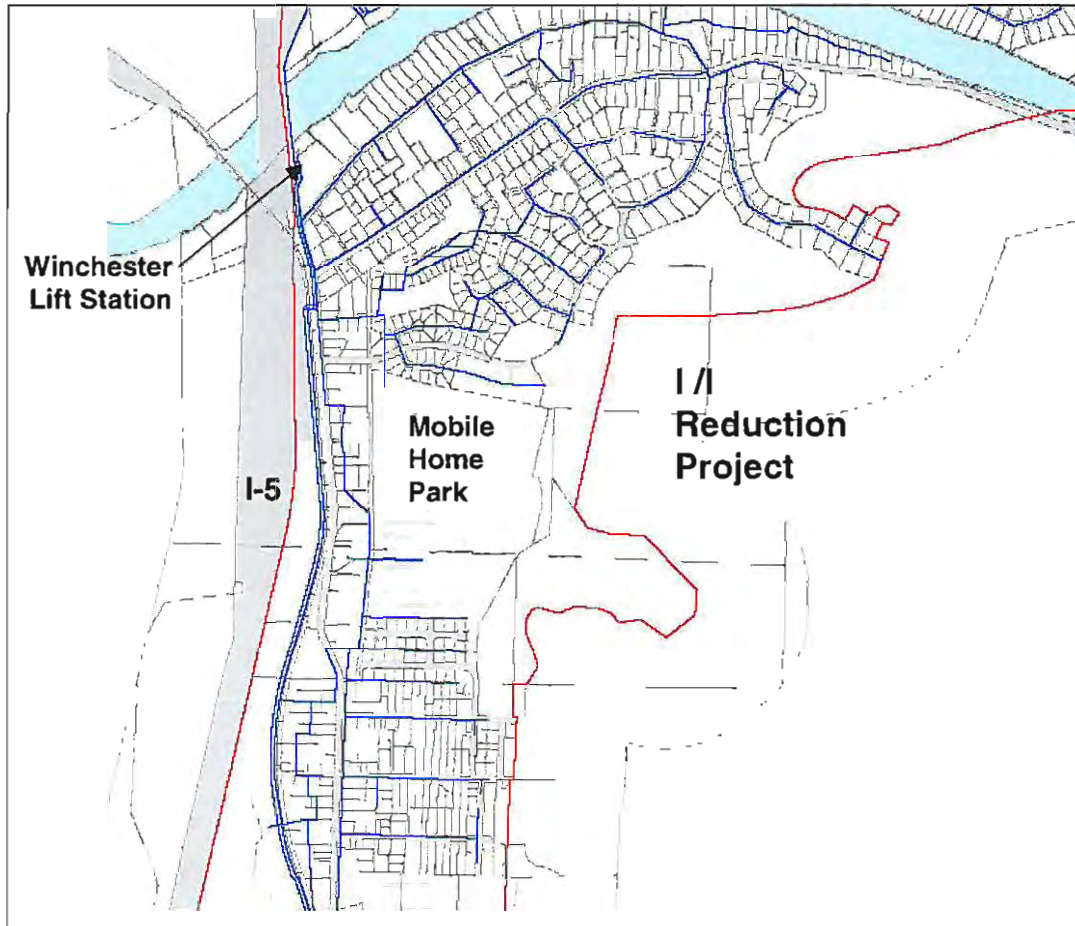 Winchester
Lift Station
I-5
Mobile
Home
Park
I /I
Reduction
Project